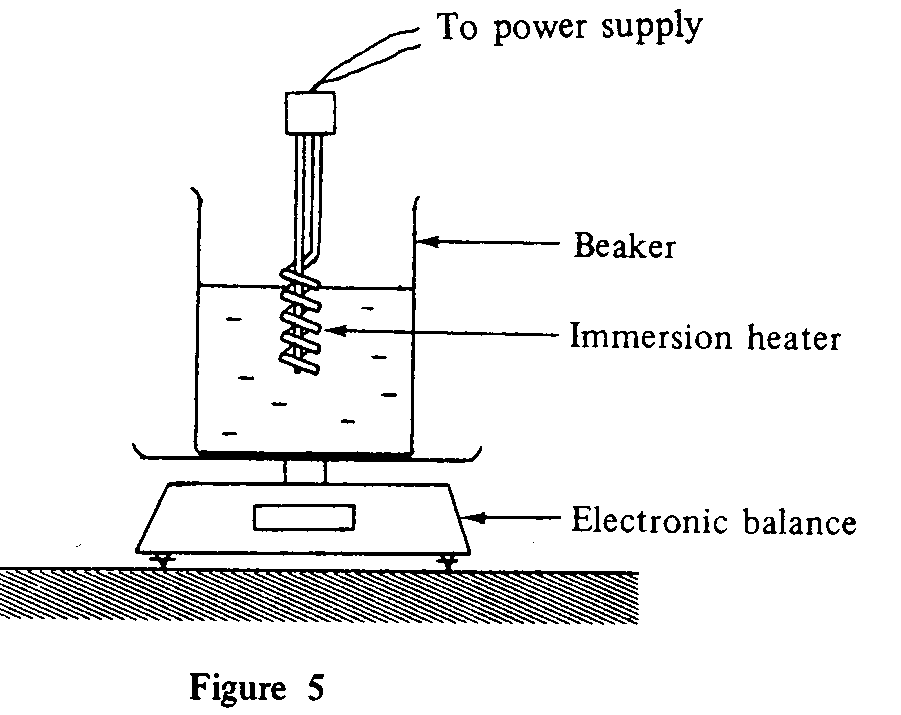 To power supply
Beaker
Immersion heater
Electronic balance
Figure 5